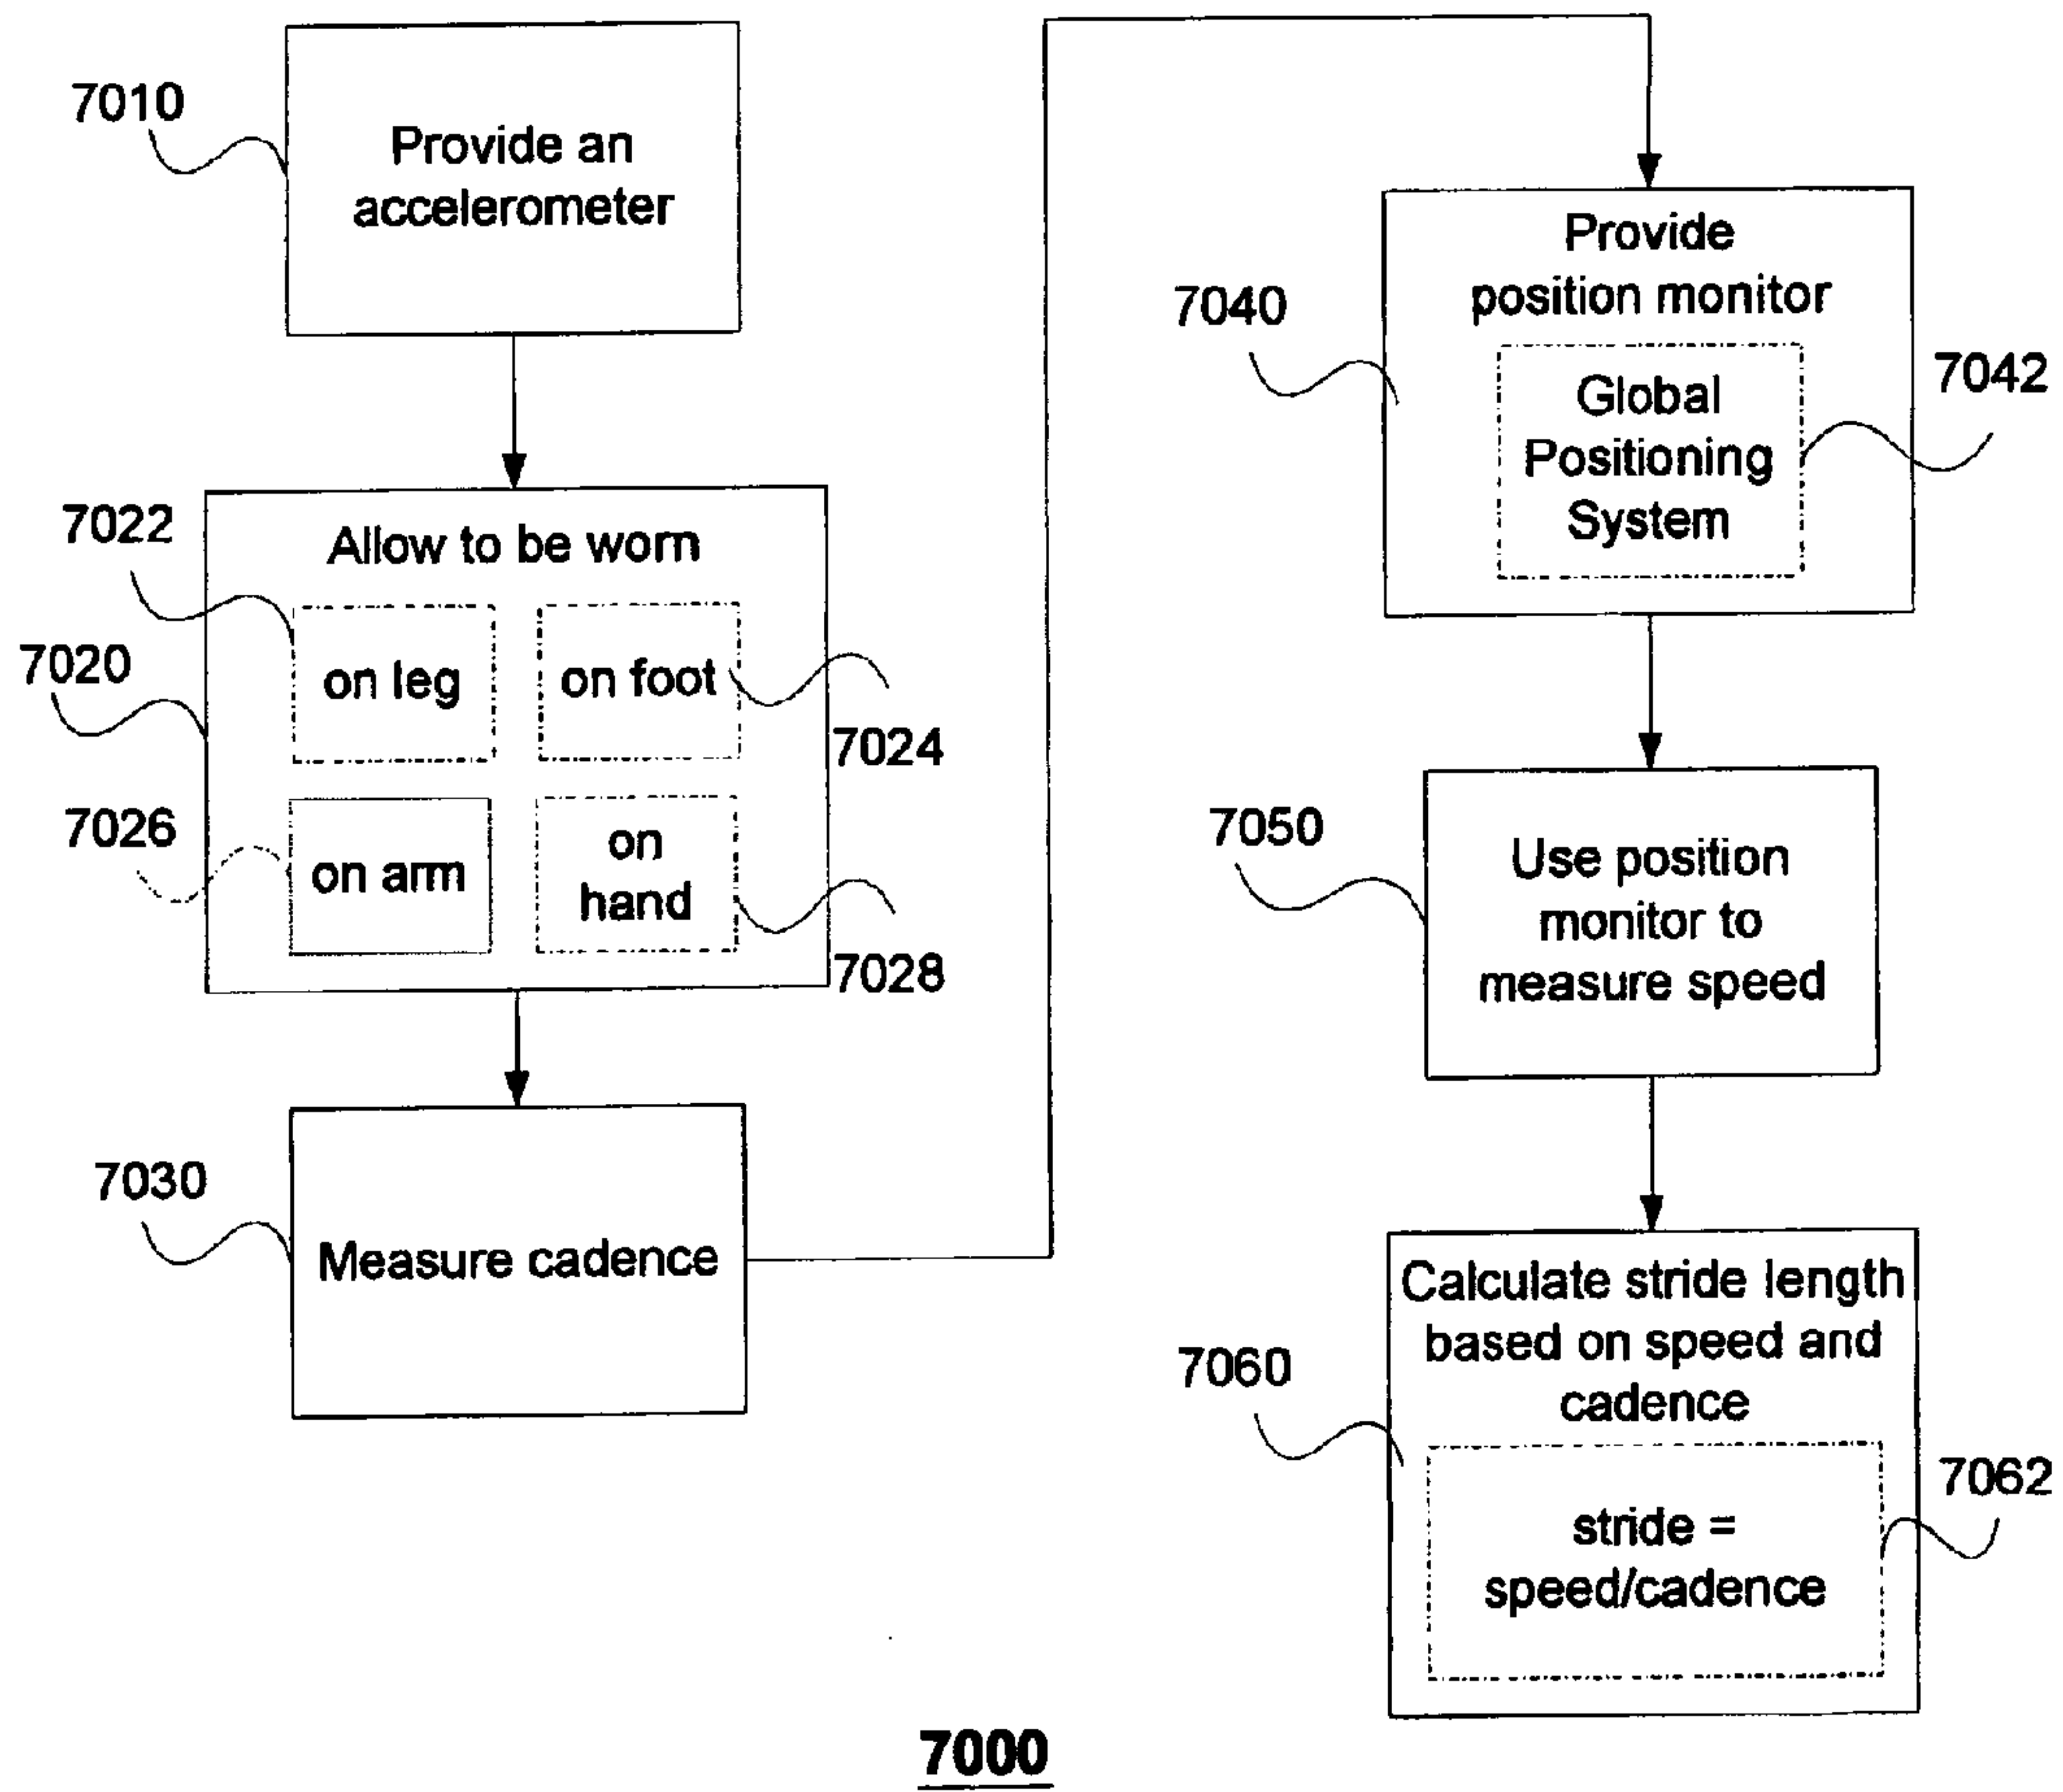 7010
Provide an
accelerometer
7022
Allow to be worn
7020
on leg
on foot
7024
7026
on arm
on
hand
7028
7030
Measure cadence
Provide
position monitor
7040
7042
Global
Positioning
System
7050
Use position
monitor to
measure speed
Calculate stride length
based on speed and
cadence
7060
7062
stride =
speed/cadence
7000